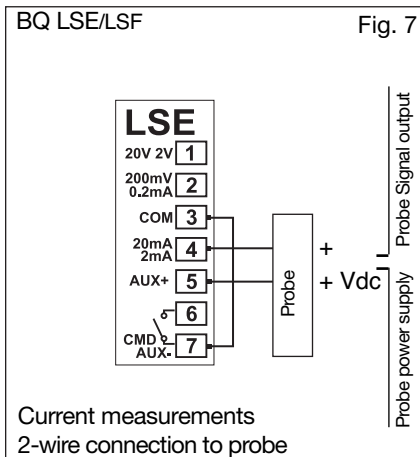 BQ LSE/LSF
Fig. 7
LSE
20V 2V 1
200mV
0.2mA 2
COM 3
20mA
2mA 4
AUX+ 5
6
CMD
AUX- 7
Probe
+
+ Vdc
Probe Signal output
Probe power supply
Current measurements
2-wire connection to probe